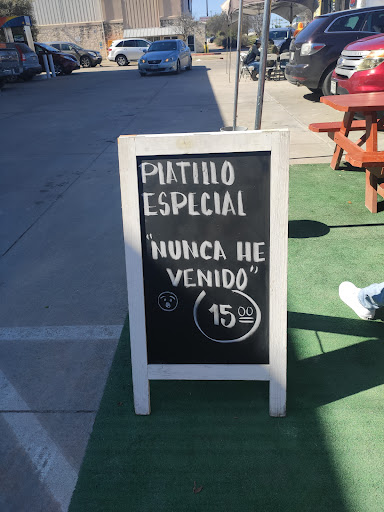 PLATILLO
ESPECIAL
"NUNCA HE
VENIDO"
15.00